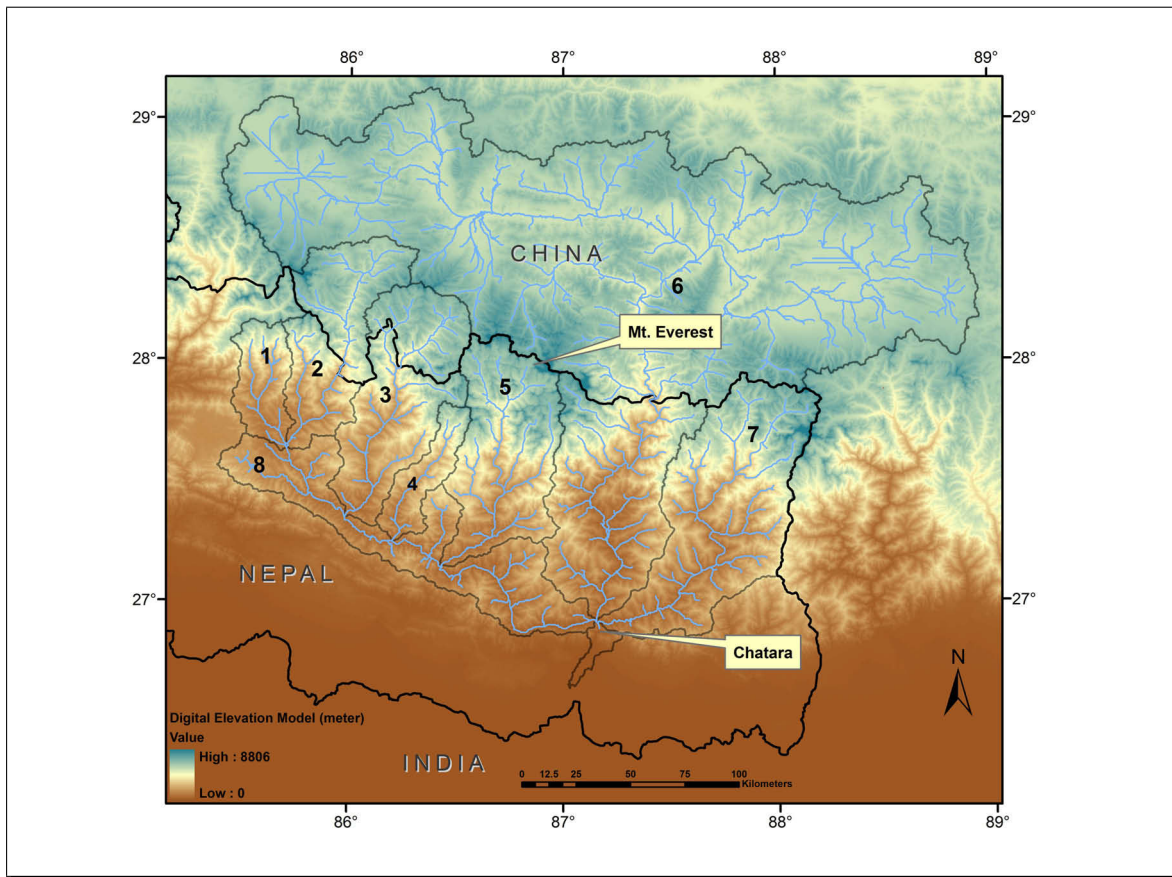 86°
87°
88°
89°
29°
29°
CHINA
6
Mt. Everest
28°
28°
1
2
3
5
7
8
4
NEPAL
27°
27°
Chatara
N
Digital Elevation Model (meter)
Value
High : 8806
Low : 0
INDIA
0 12.5 25 50 75 100
Kilometers
86°
87°
88°
89°